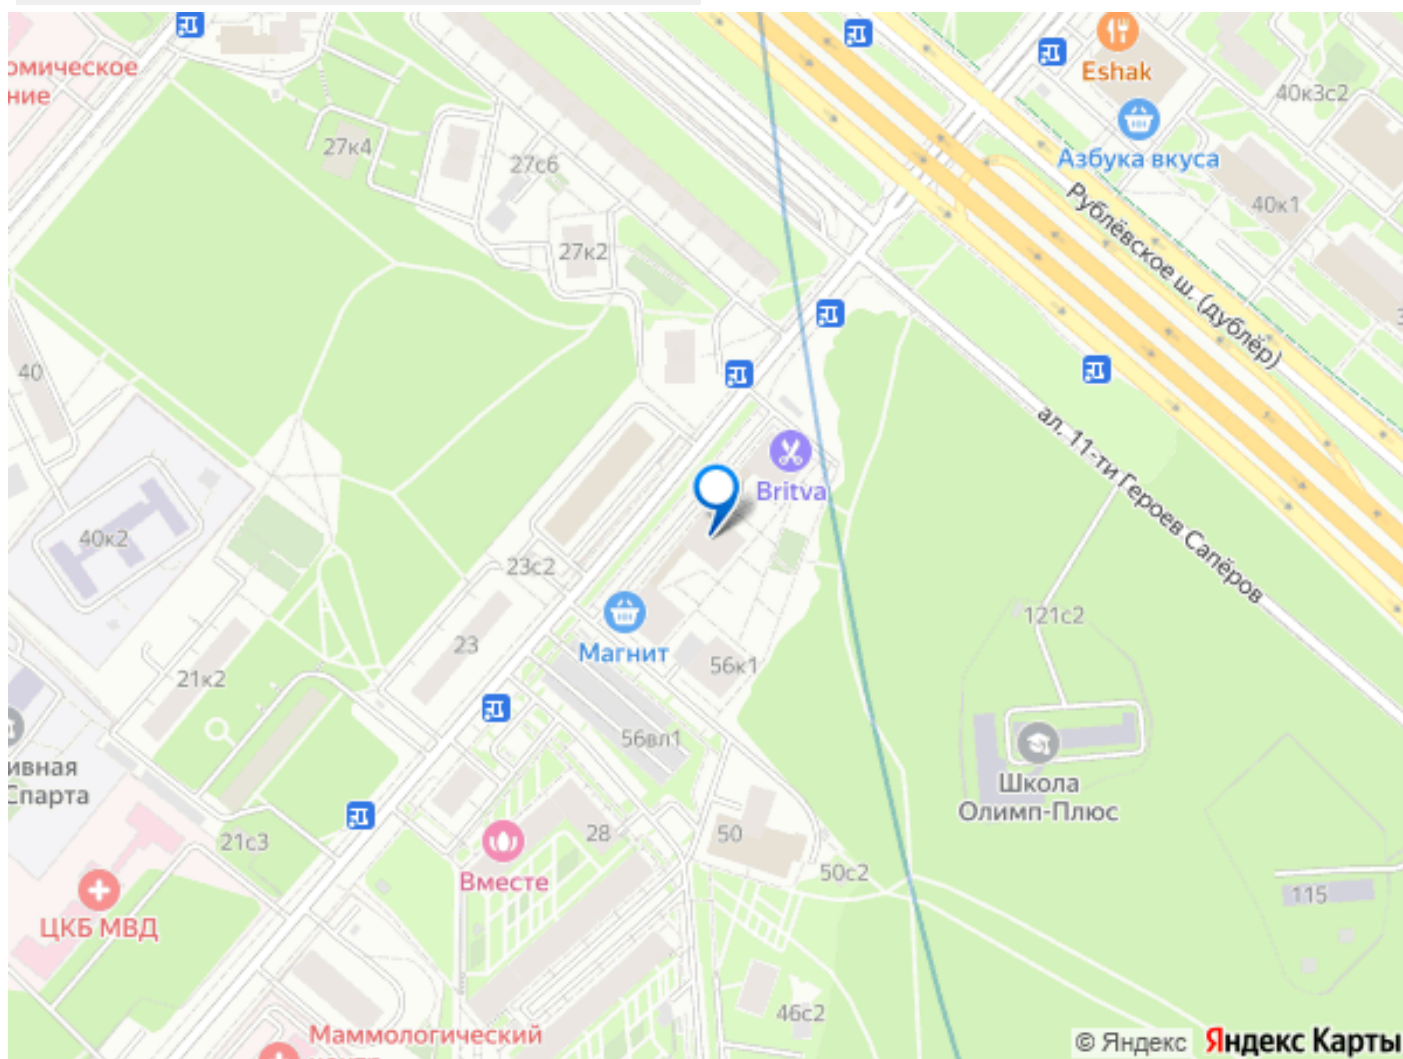 омическое
ние
Eshak
40к3с2
Азбука вкуса
27к4
27с6
40к1
Рублёвское ш. (дублёр)
27к2
40
ал. 11-ти Героев Сапёров
Britva
40к2
23с2
121с2
Магнит
23
56к1
21к2
56вл1
ивная
Спарта
Школа
Олимп-Плюс
21с3
28
50
50с2
Вместе
115
ЦКБ МВД
46с2
Маммологический
© Яндекс Яндекс Карты